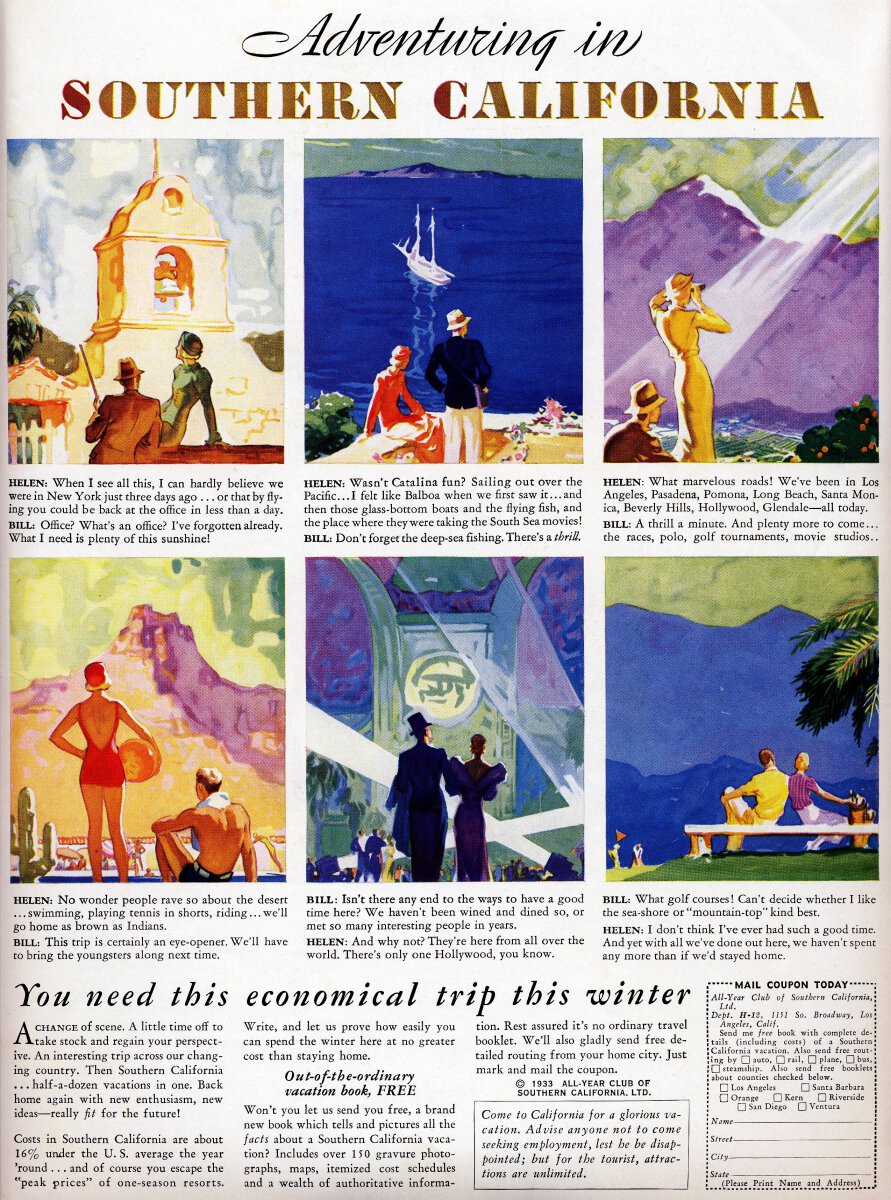 Adventuring in
SOUTHERN CALIFORNIA
HELEN: When I see all this, I can hardly believe we
were in New York just three days ago ... or that by fly-
ing you could be back at the office in less than a day.
BILL: Office? What's an office? I've forgotten already.
What I need is plenty of this sunshine!
HELEN: Wasn't Catalina fun? Sailing out over the
Pacific...I felt like Balboa when we first saw it...and
then those glass-bottom boats and the flying fish, and
the place where they were taking the South Sea movies!
BILL: Don't forget the deep-sea fishing. There's a thrill.
HELEN: What marvelous roads! We've been in Los
Angeles, Pasadena, Pomona, Long Beach, Santa Mon-
ica, Beverly Hills, Hollywood, Glendale—all today.
BILL: A thrill a minute. And plenty more to come...
the races, polo, golf tournaments, movie studios..
HELEN: No wonder people rave so about the desert
...swimming, playing tennis in shorts, riding...we'll
go home as brown as Indians.
BILL: This trip is certainly an eye-opener. We'll have
to bring the youngsters along next time.
BILL: Isn't there any end to the ways to have a good
time here? We haven't been wined and dined so, or
met so many interesting people in years.
HELEN: And why not? They're here from all over the
world. There's only one Hollywood, you know.
BILL: What golf courses! Can't decide whether I like
the sea-shore or "mountain-top" kind best.
HELEN: I don't think I've ever had such a good time.
And yet with all we've done out here, we haven't spent
any more than if we'd stayed home.
You need this economical trip this winter
A CHANGE of scene. A little time off to
take stock and regain your perspect-
ive. An interesting trip across our chang-
ing country. Then Southern California
... half-a-dozen vacations in one. Back
home again with new enthusiasm, new
ideas—really fit for the future!
Costs in Southern California are about
16% under the U. S. average the year
'round ... and of course you escape the
"peak prices" of one-season resorts.
Write, and let us prove how easily you
can spend the winter here at no greater
cost than staying home.
Out-of-the-ordinary
vacation book, FREE
Won't you let us send you, free, a brand
new book which tells and pictures all the
facts about a Southern California vaca-
tion? Includes over 150 gravure photo-
graphs, maps, itemized cost schedules
and a wealth of authoritative informa-
tion. Rest assured it's no ordinary travel
booklet. We'll also gladly send free de-
tailed routing from your home city. Just
mark and mail the coupon.
© 1933 ALL-YEAR CLUB OF
SOUTHERN CALIFORNIA. LTD.
Come to California for a glorious va-
cation. Advise anyone not to come
seeking employment, lest he be disap-
pointed; but for the tourist, attrac-
tions are unlimited.
MAIL COUPON TODAY
All-Year Club of Southern California,
Ltd.
Dept. H-12, 1151 So. Broadway, Los
Angeles, Calif.
Send me free book with complete de-
tails (including costs) of a Southern
California vacation. Also send free rout-
ing by auto, rail, plane, bus,
steamship. Also send free booklets
about counties checked below.
Los Angeles Santa Barbara
Orange Kern Riverside
San Diego Ventura
Name
Street
City
State
(Please Print Name and Address)